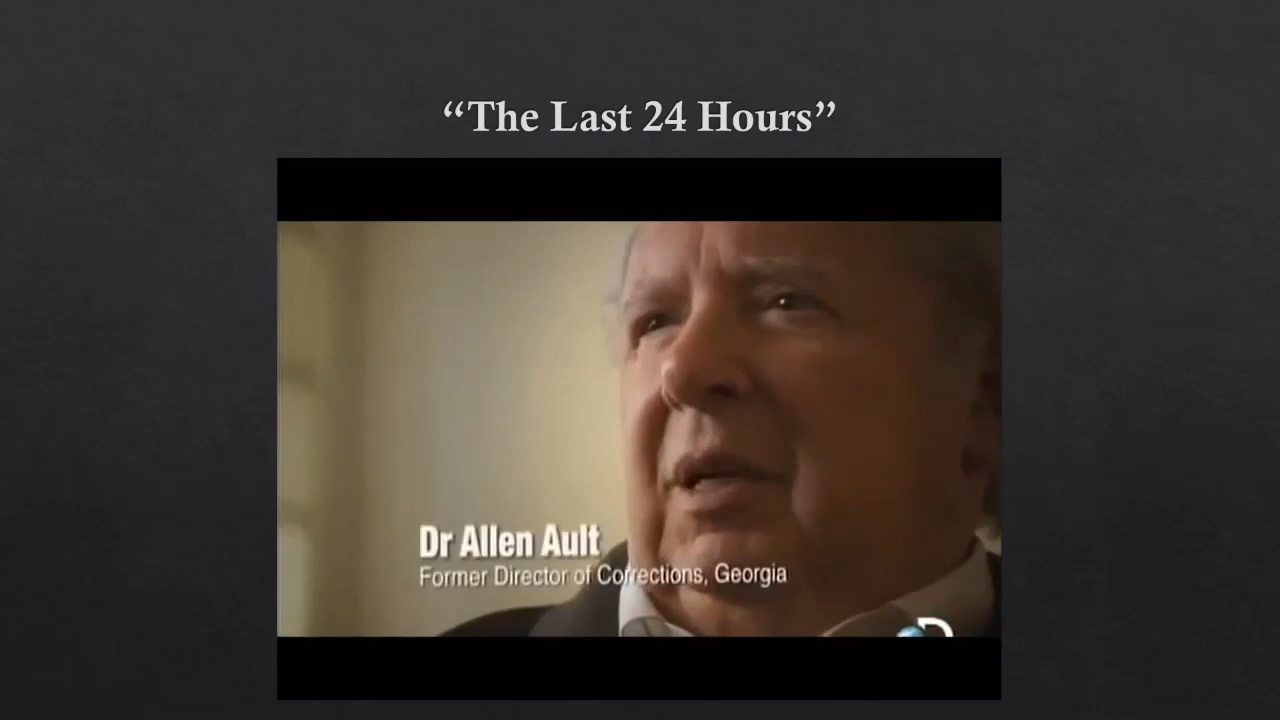 “The Last 24 Hours”
Dr Allen Ault
Former Director of Corrections, Georgia